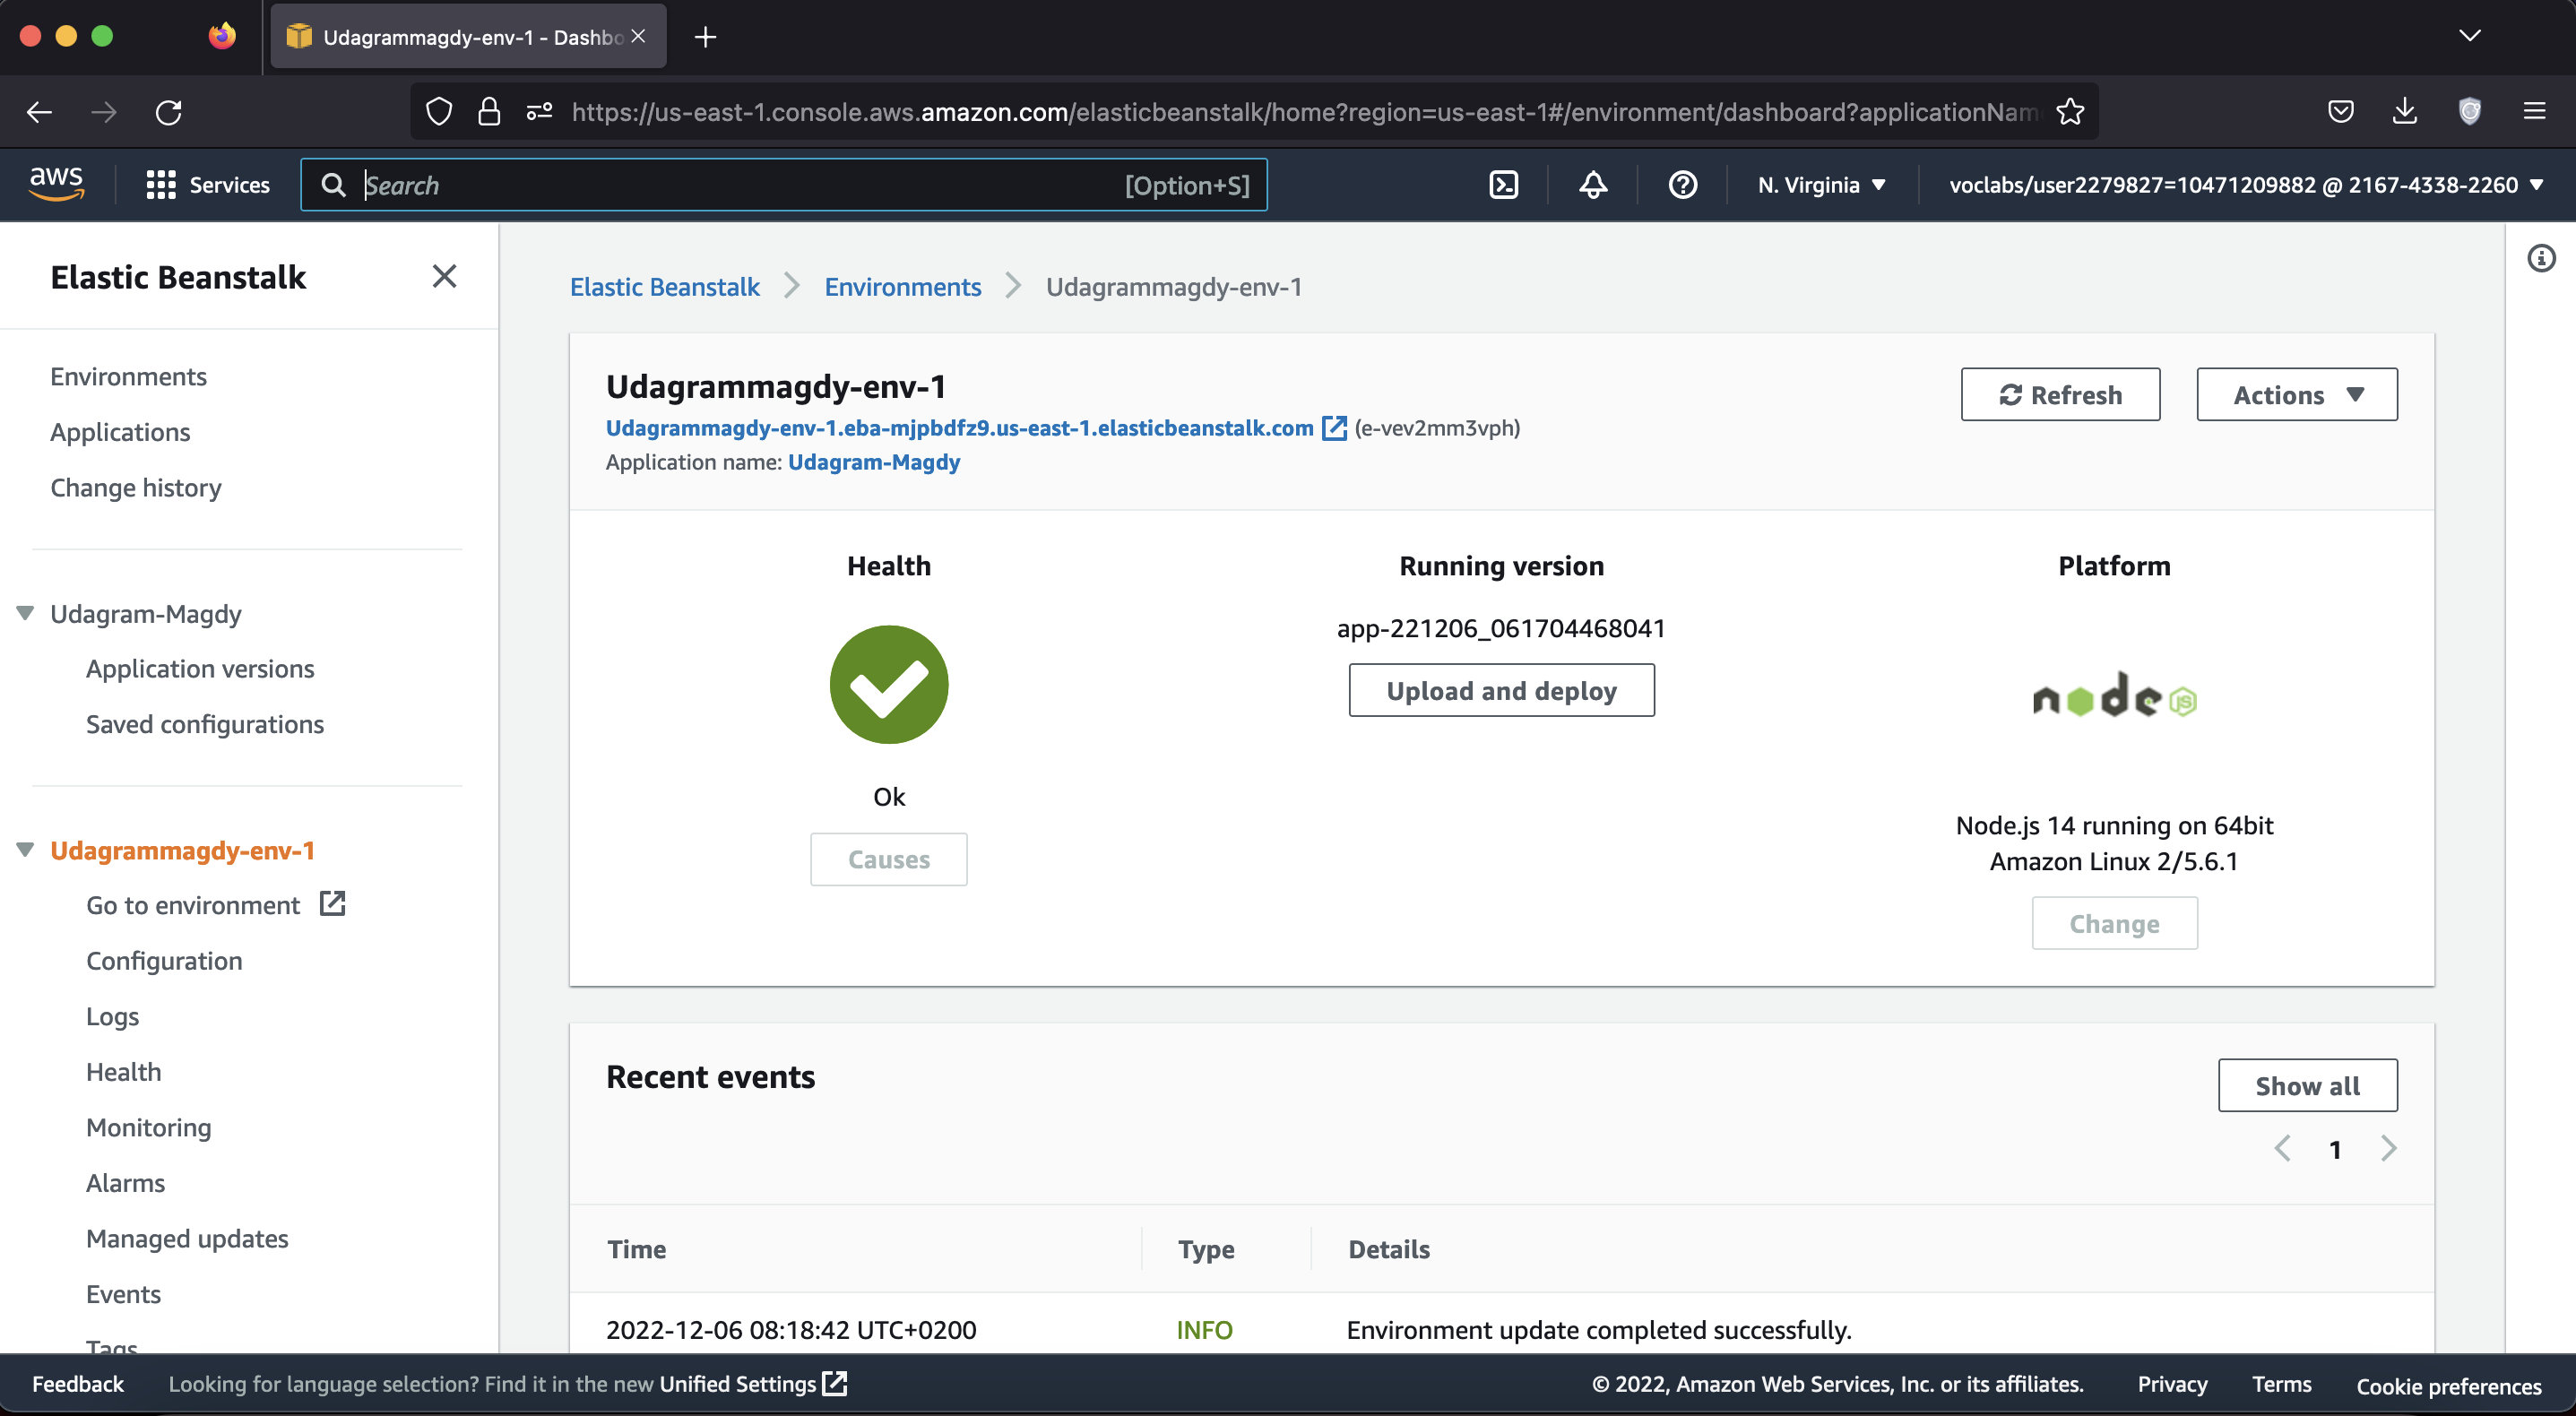 Udagrammagdy-env-1 - Dashbo
https://us-east-1.console.aws.amazon.com/elasticbeanstalk/home?region=us-east-1#/environment/dashboard?applicationNam
aws
Services
Search
[Option+S]
N. Virginia
voclabs/user2279827=10471209882 @ 2167-4338-2260
Elastic Beanstalk
Environments
Applications
Change history
Udagram-Magdy
Application versions
Saved configurations
Udagrammagdy-env-1
Go to environment
Configuration
Logs
Health
Monitoring
Alarms
Managed updates
Events
Tags
Elastic Beanstalk
Environments
Udagrammagdy-env-1
Udagrammagdy-env-1
Refresh
Actions
Udagrammagdy-env-1.eba-mjpbdfz9.us-east-1.elasticbeanstalk.com (e-vev2mm3vph)
Application name: Udagram-Magdy
Health
Ok
Causes
Running version
app-221206_061704468041
Upload and deploy
Platform
node JS
Node.js 14 running on 64bit
Amazon Linux 2/5.6.1
Change
Recent events
Show all
1
Time
Type
Details
2022-12-06 08:18:42 UTC+0200
INFO
Environment update completed successfully.
Feedback
Looking for language selection? Find it in the new Unified Settings
© 2022, Amazon Web Services, Inc. or its affiliates.
Privacy
Terms
Cookie preferences